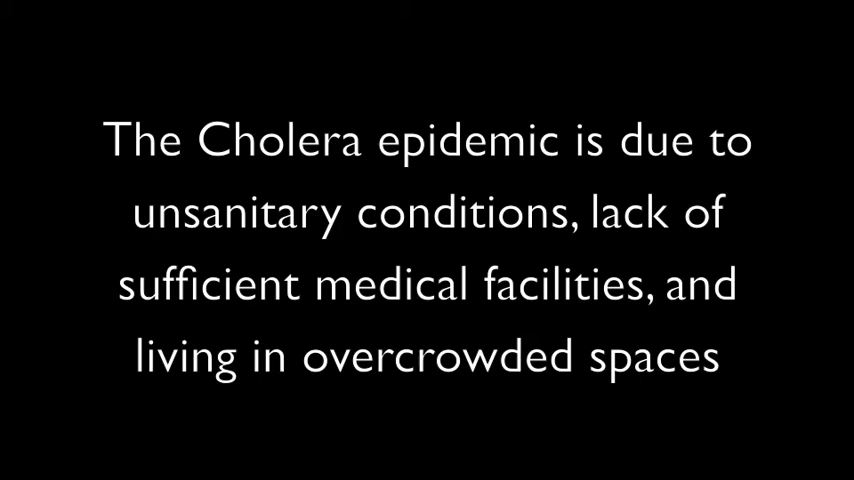 The Cholera epidemic is due to
unsanitary conditions, lack of
sufficient medical facilities, and
living in overcrowded spaces